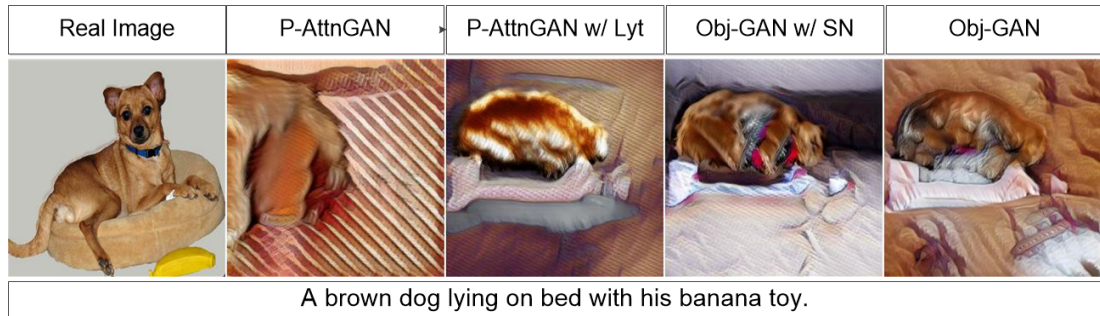 Real Image
P-AttnGAN
P-AttnGAN w/ Lyt
Obj-GAN w/ SN
Obj-GAN
A brown dog lying on bed with his banana toy.